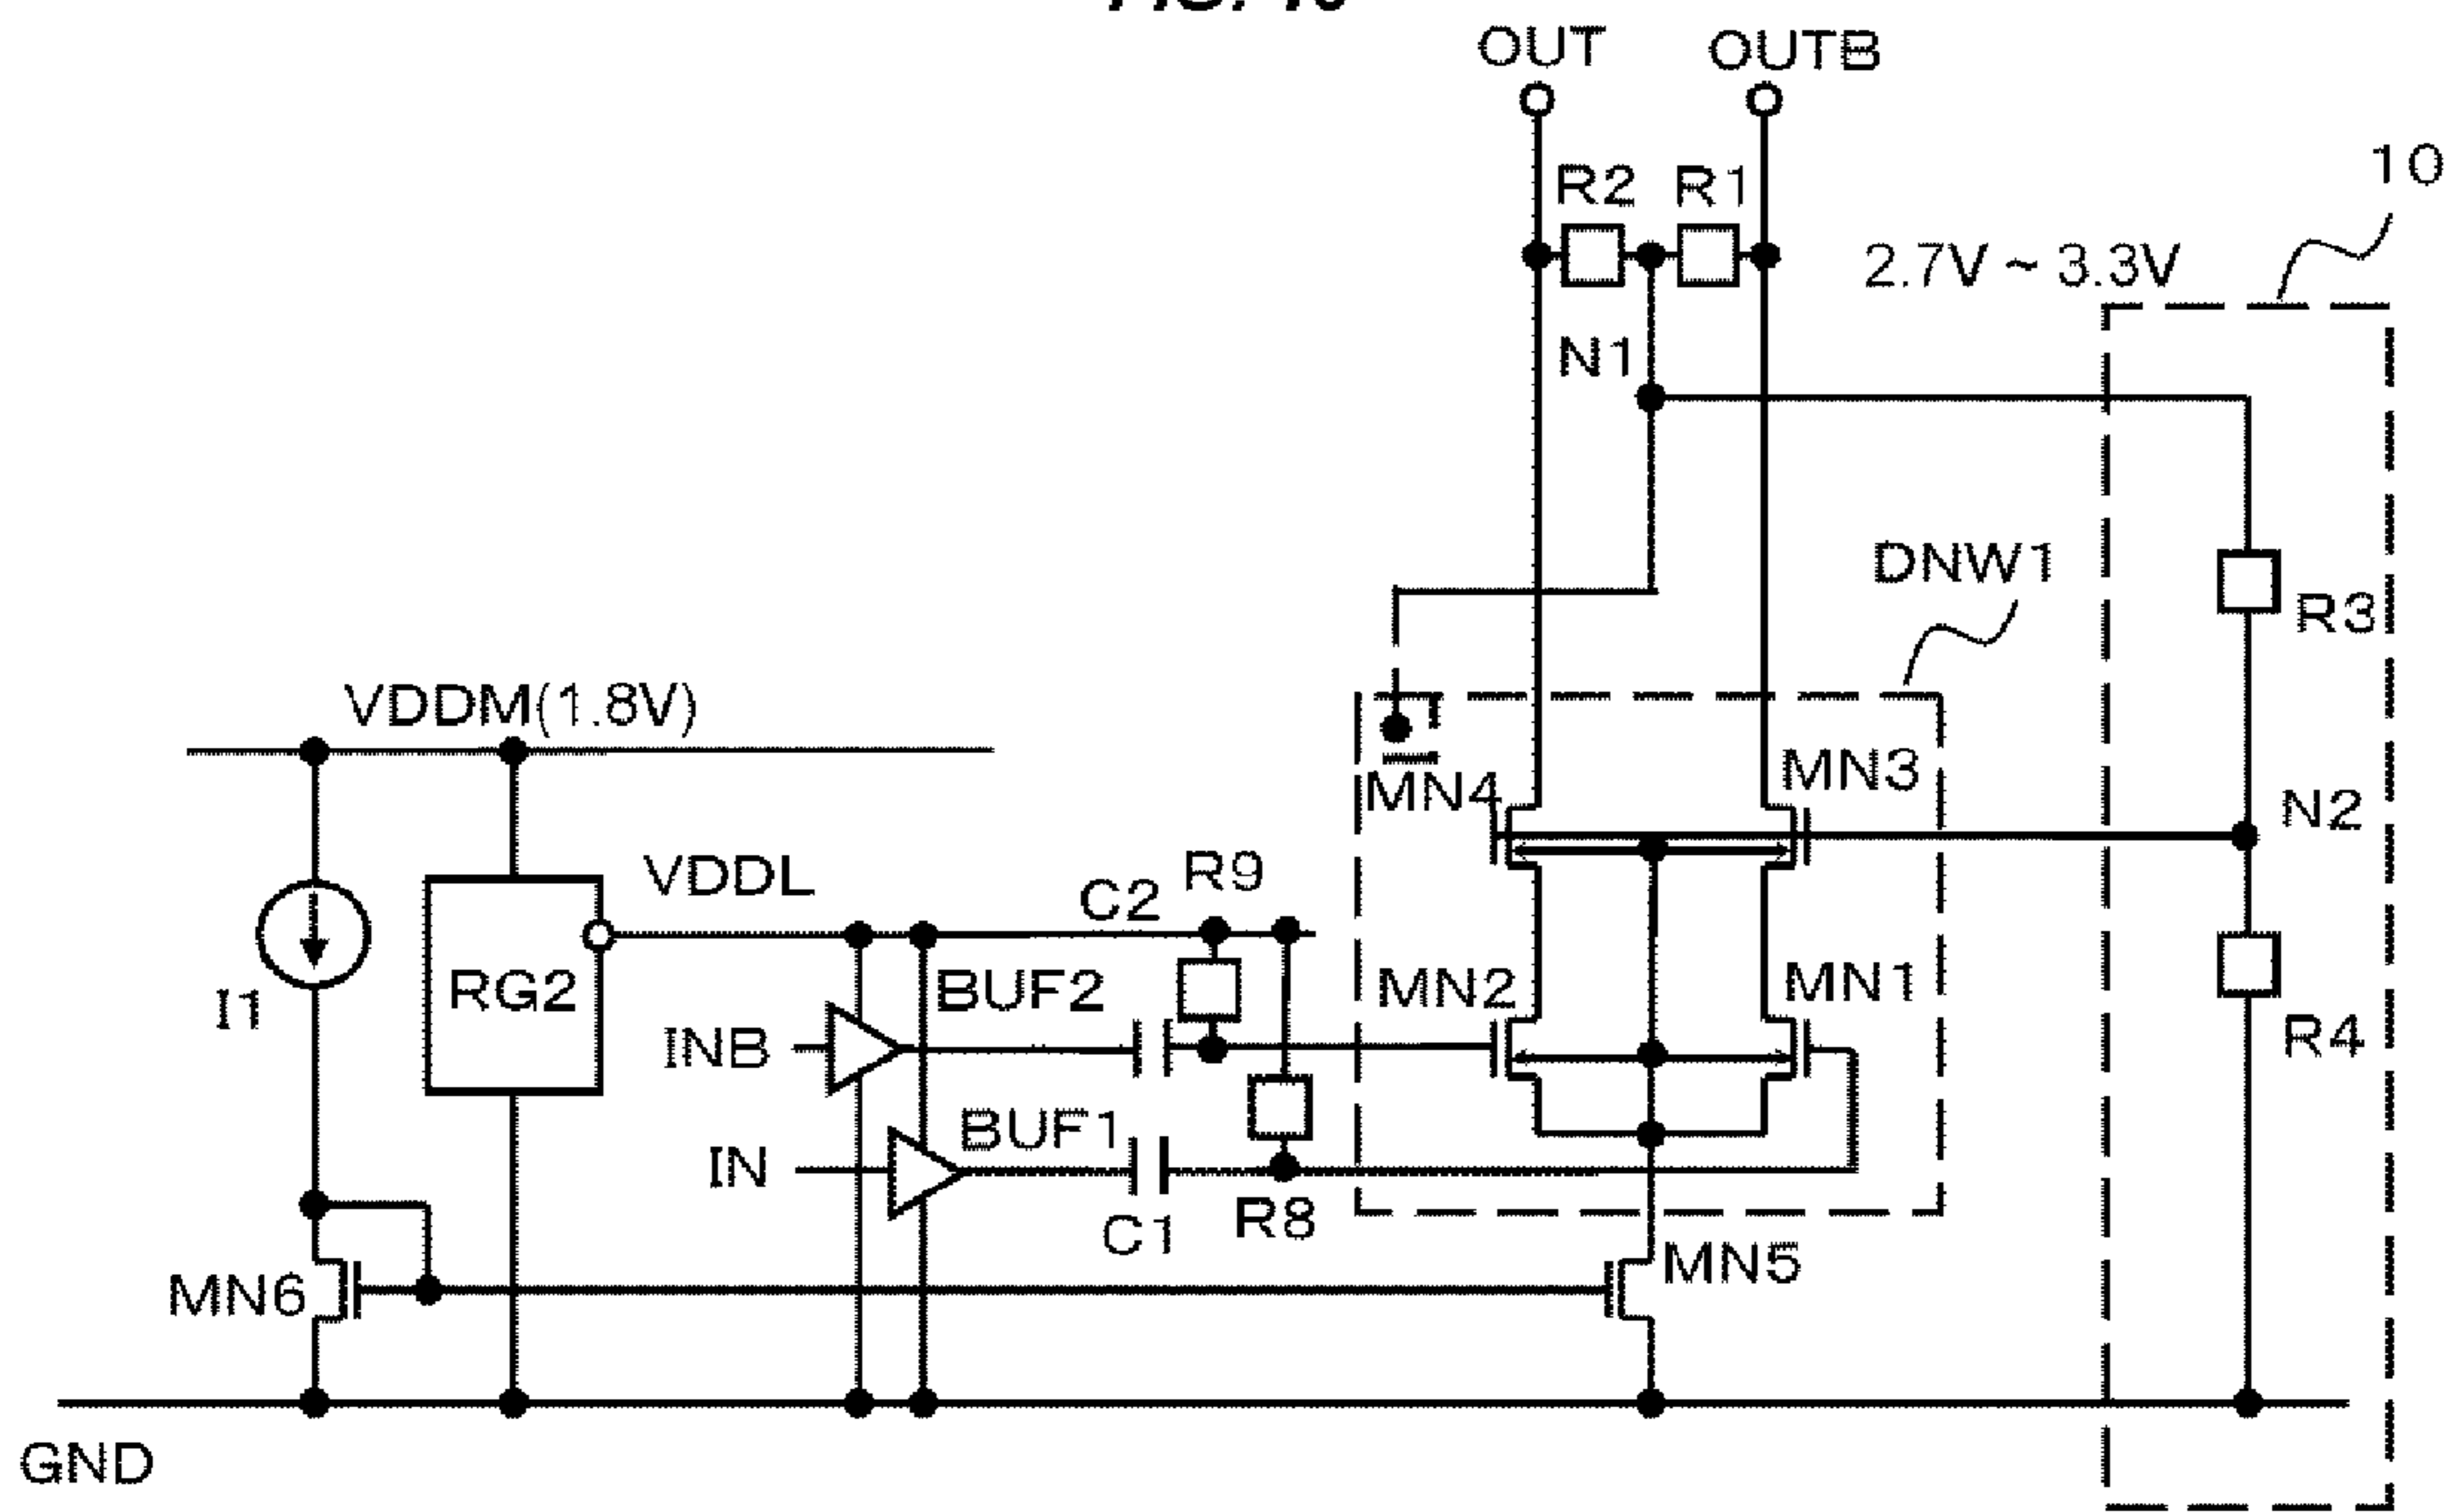 OUT
OUTB
R2
R1
10
2.7V ~ 3.3V
N1
DNW1
R3
VDDM(1.8V)
MN4
MN3
N2
VDDL
C2
R9
I1
RG2
BUF2
MN2
MN1
INB
R4
BUF1
IN
C1
R8
MN6
MN5
GND